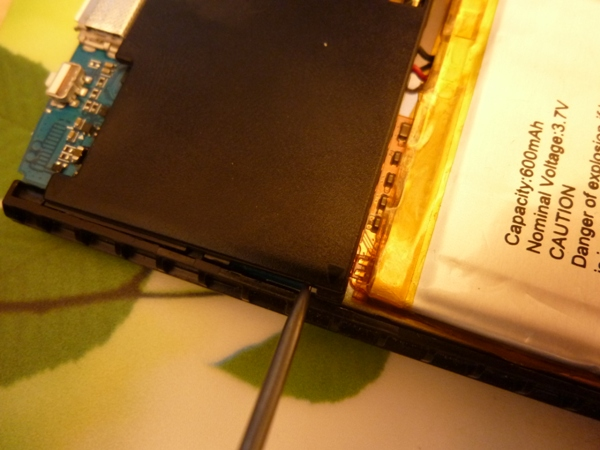 Capacity:600mAh
Nominal Voltage:3.7V
CAUTION
Danger of explosion